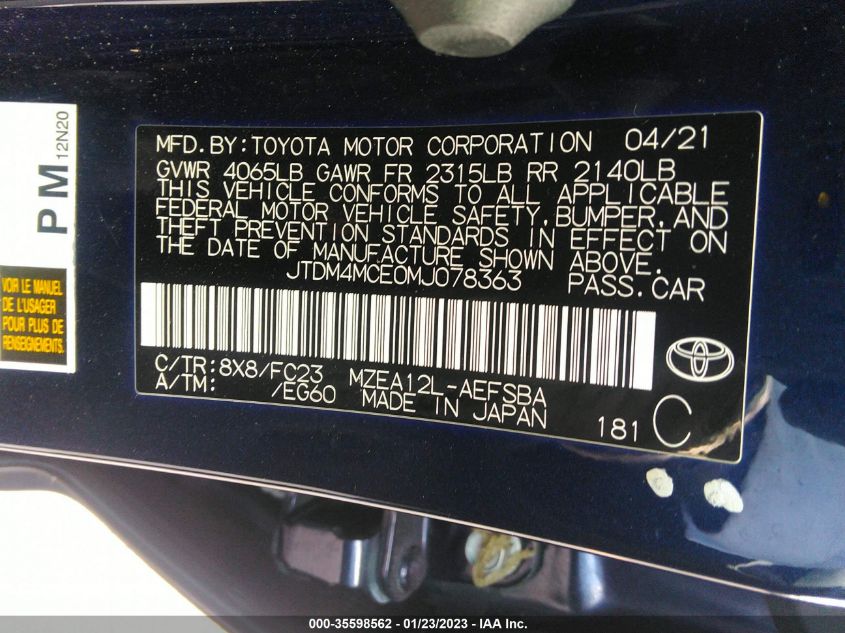 MFD.BY:TOYOTA MOTOR CORPORATION 04/21
GVWR 4065LB GAWR FR 2315LB RR 2140LB
THIS VEHICLE CONFORMS TO ALL APPLICABLE
FEDERAL MOTOR VEHICLE SAFETY,BUMPER,AND
THEFT PREVENTION STANDARDS IN EFFECT ON
THE DATE OF MANUFACTURE SHOWN ABOVE.
JTDM4MCE0MJ078363 PASS.CAR
C/TR:8X8/FC23 MZEA12L-AEFSBA
A/TM: /EG60 MADE IN JAPAN
181 C
PM
12N20
VOIR LE MANUEL
DE L'USAGER
POUR PLUS DE
RENSEIGNEMENTS.
000-35598562 / 01/23/2023 - IAA Inc.